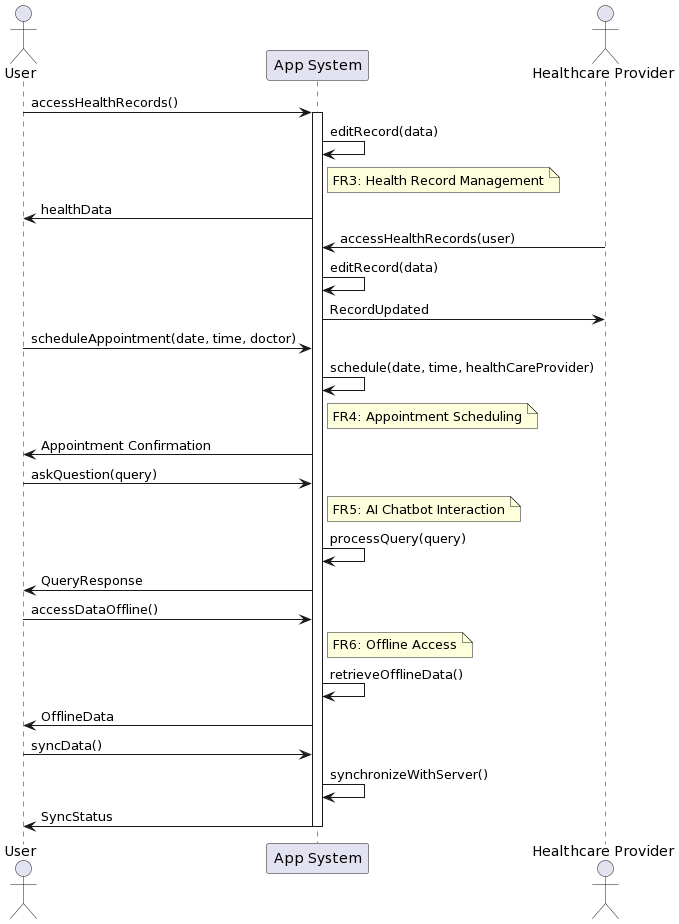 User
App System
Healthcare Provider
accessHealthRecords()
editRecord(data)
FR3: Health Record Management
healthData
accessHealthRecords(user)
editRecord(data)
RecordUpdated
scheduleAppointment(date, time, doctor)
schedule(date, time, healthCareProvider)
FR4: Appointment Scheduling
Appointment Confirmation
askQuestion(query)
FR5: AI Chatbot Interaction
processQuery(query)
QueryResponse
accessDataOffline()
FR6: Offline Access
retrieveOfflineData()
OfflineData
syncData()
synchronizeWithServer()
SyncStatus
User
App System
Healthcare Provider